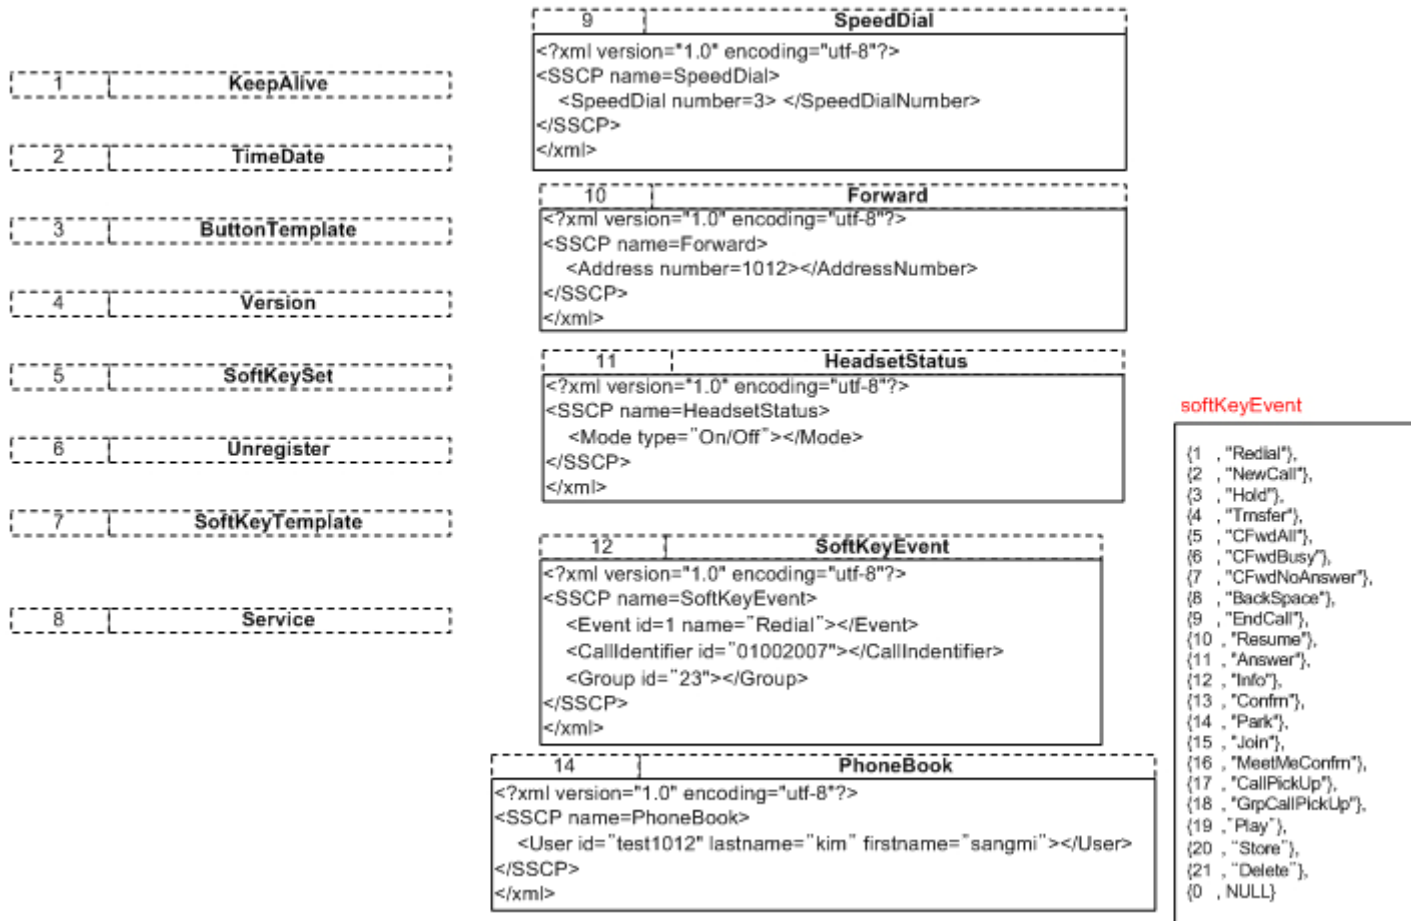 1 KeepAlive
2 TimeDate
3 ButtonTemplate
4 Version
5 SoftKeySet
6 Unregister
7 SoftKeyTemplate
8 Service
9 SpeedDial
<?xml version="1.0" encoding="utf-8"?>
<SSCP name=SpeedDial>
<SpeedDial number=3> </SpeedDialNumber>
</SSCP>
</xml>
10 Forward
<?xml version="1.0" encoding="utf-8"?>
<SSCP name=Forward>
<Address number=1012></AddressNumber>
</SSCP>
</xml>
11 HeadsetStatus
<?xml version="1.0" encoding="utf-8"?>
<SSCP name=HeadsetStatus>
<Mode type="On/Off"></Mode>
</SSCP>
</xml>
12 SoftKeyEvent
<?xml version="1.0" encoding="utf-8"?>
<SSCP name=SoftKeyEvent>
<Event id=1 name="Redial"></Event>
<CallIdentifier id="01002007"></CallIndentifier>
<Group id="23"></Group>
</SSCP>
</xml>
14 PhoneBook
<?xml version="1.0" encoding="utf-8"?>
<SSCP name=PhoneBook>
<User id="test1012" lastname="kim" firstname="sangmi"></User>
</SSCP>
</xml>
softKeyEvent
{1 , "Redial"},
{2 , "NewCall"},
{3 , "Hold"},
{4 , "Trnsfer"},
{5 , "CFwdAll"},
{6 , "CFwdBusy"},
{7 , "CFwdNoAnswer"},
{8 , "BackSpace"},
{9 , "EndCall"},
{10 , "Resume"},
{11 , "Answer"},
{12 , "Info"},
{13 , "Confrn"},
{14 , "Park"},
{15 , "Join"},
{16 , "MeetMeConfrn"},
{17 , "CallPickUp"},
{18 , "GrpCallPickUp"},
{19 , "Play"},
{20 , "Store"},
{21 , "Delete"},
{0 , NULL}